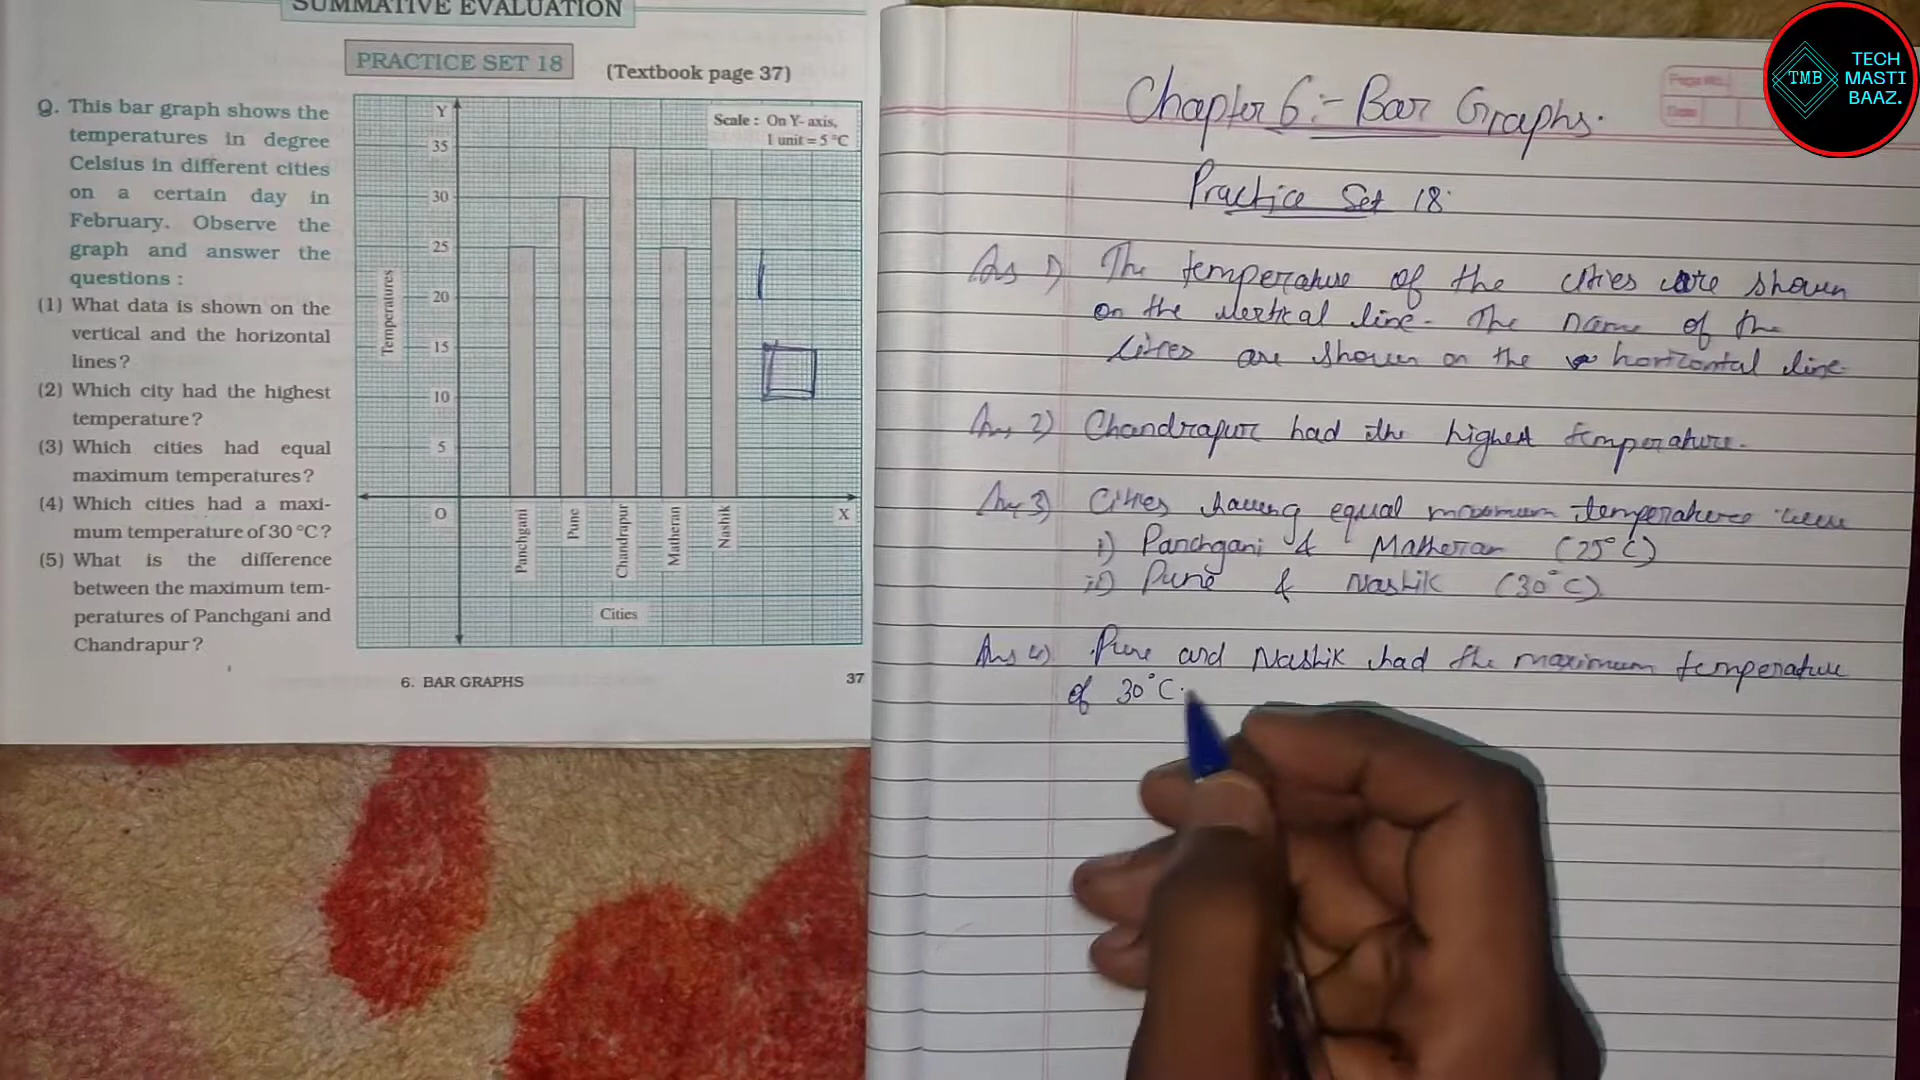 SUMMATIVE EVALUATION
PRACTICE SET 18
(Textbook page 37)
Q. This bar graph shows the
temperatures in degree
Celsius in different cities
on a certain day in
February. Observe the
graph and answer the
questions :
(1) What data is shown on the
vertical and the horizontal
lines?
(2) Which city had the highest
temperature?
(3) Which cities had equal
maximum temperatures?
(4) Which cities had a maxi-
mum temperature of 30 °C?
(5) What is the difference
between the maximum tem-
peratures of Panchgani and
Chandrapur?
Y
Scale : On Y- axis,
1 unit = 5 °C
35
30
25
20
15
10
5
O
X
Temperatures
Panchgani
Pune
Chandrapur
Matheran
Nashik
Cities
6. BAR GRAPHS
37
Chapter 6:- Bar Graphs.
Practice Set 18.
Ans 1) The temperature of the cities are shown
on the vertical line. The name of the
cities are shown on the horizontal line.
Ans 2) Chandrapur had the highest temperature.
Ans 3) Cities having equal maximum temperatures were
i) Panchgani & Matheran (25°C)
ii) Pune & Nashik (30°C)
Ans 4) Pune and Nashik had the maximum temperature
of 30°C.
TMB
TECH
MASTI
BAAZ.